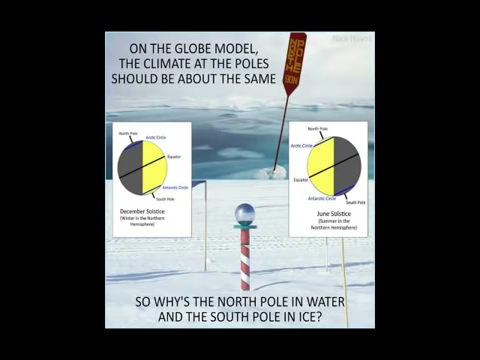 ON THE GLOBE MODEL,
THE CLIMATE AT THE POLES
SHOULD BE ABOUT THE SAME
NORTH POLE
90N
North Pole
Arctic Circle
Equator
Antarctic Circle
South Pole
December Solstice
(Winter in the Northern
Hemisphere)
North Pole
Arctic Circle
Equator
Antarctic Circle
South Pole
June Solstice
(Summer in the
Northern Hemisphere)
SO WHY'S THE NORTH POLE IN WATER
AND THE SOUTH POLE IN ICE?